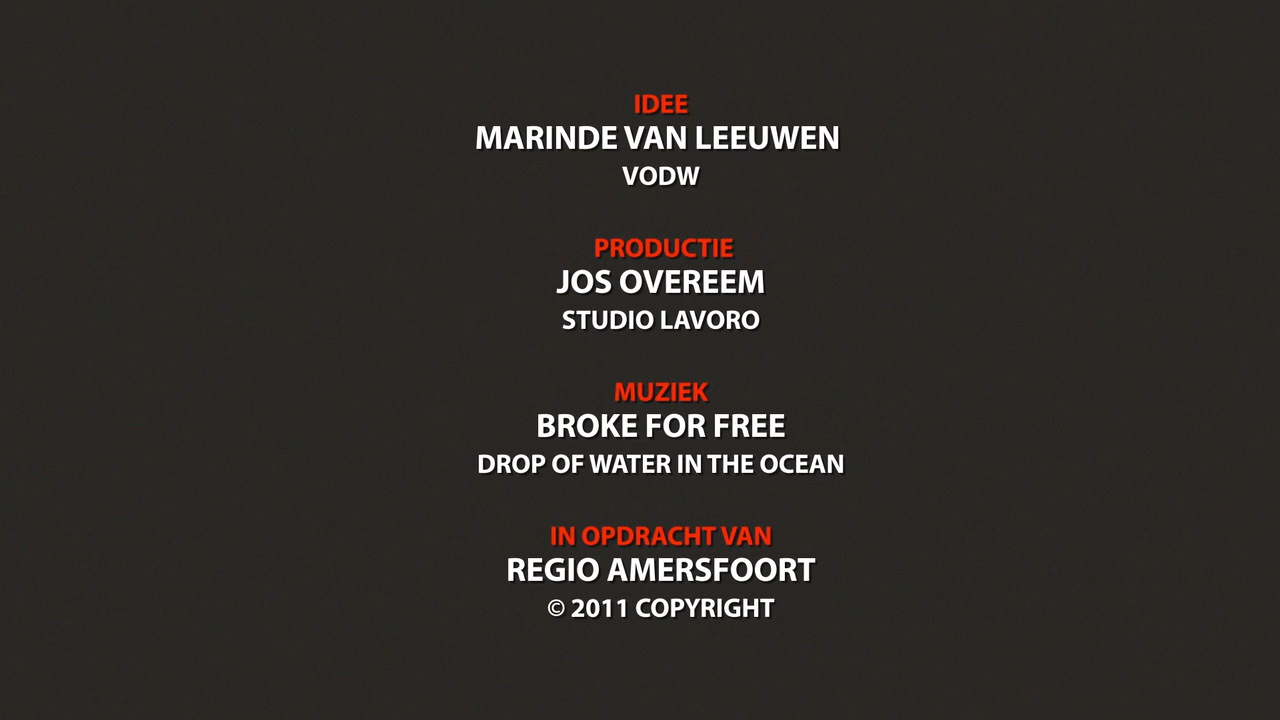 IDEE
MARINDE VAN LEEUWEN
VODW
PRODUCTIE
JOS OVEREEM
STUDIO LAVORO
MUZIEK
BROKE FOR FREE
DROP OF WATER IN THE OCEAN
IN OPDRACHT VAN
REGIO AMERSFOORT
© 2011 COPYRIGHT